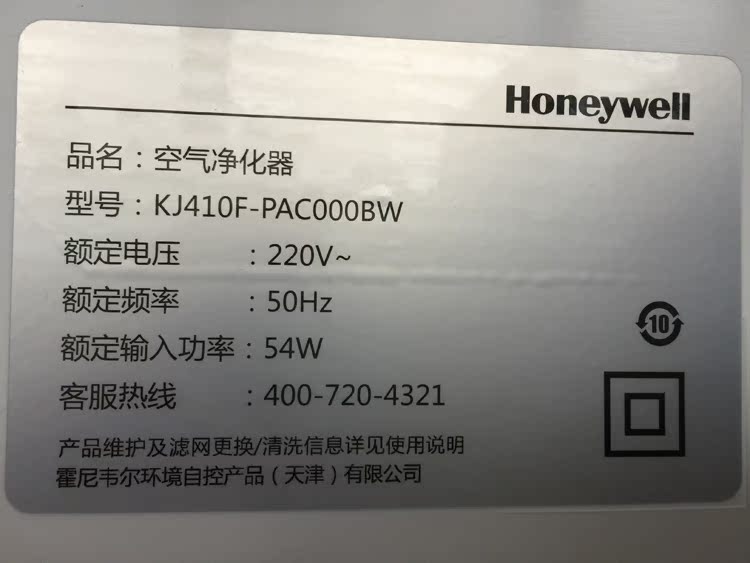 Honeywell
品名：空气净化器
型号：KJ410F-PAC000BW
额定电压：220V~
额定频率：50Hz
额定输入功率：54W
客服热线：400-720-4321
10
产品维护及滤网更换/清洗信息详见使用说明
霍尼韦尔环境自控产品（天津）有限公司